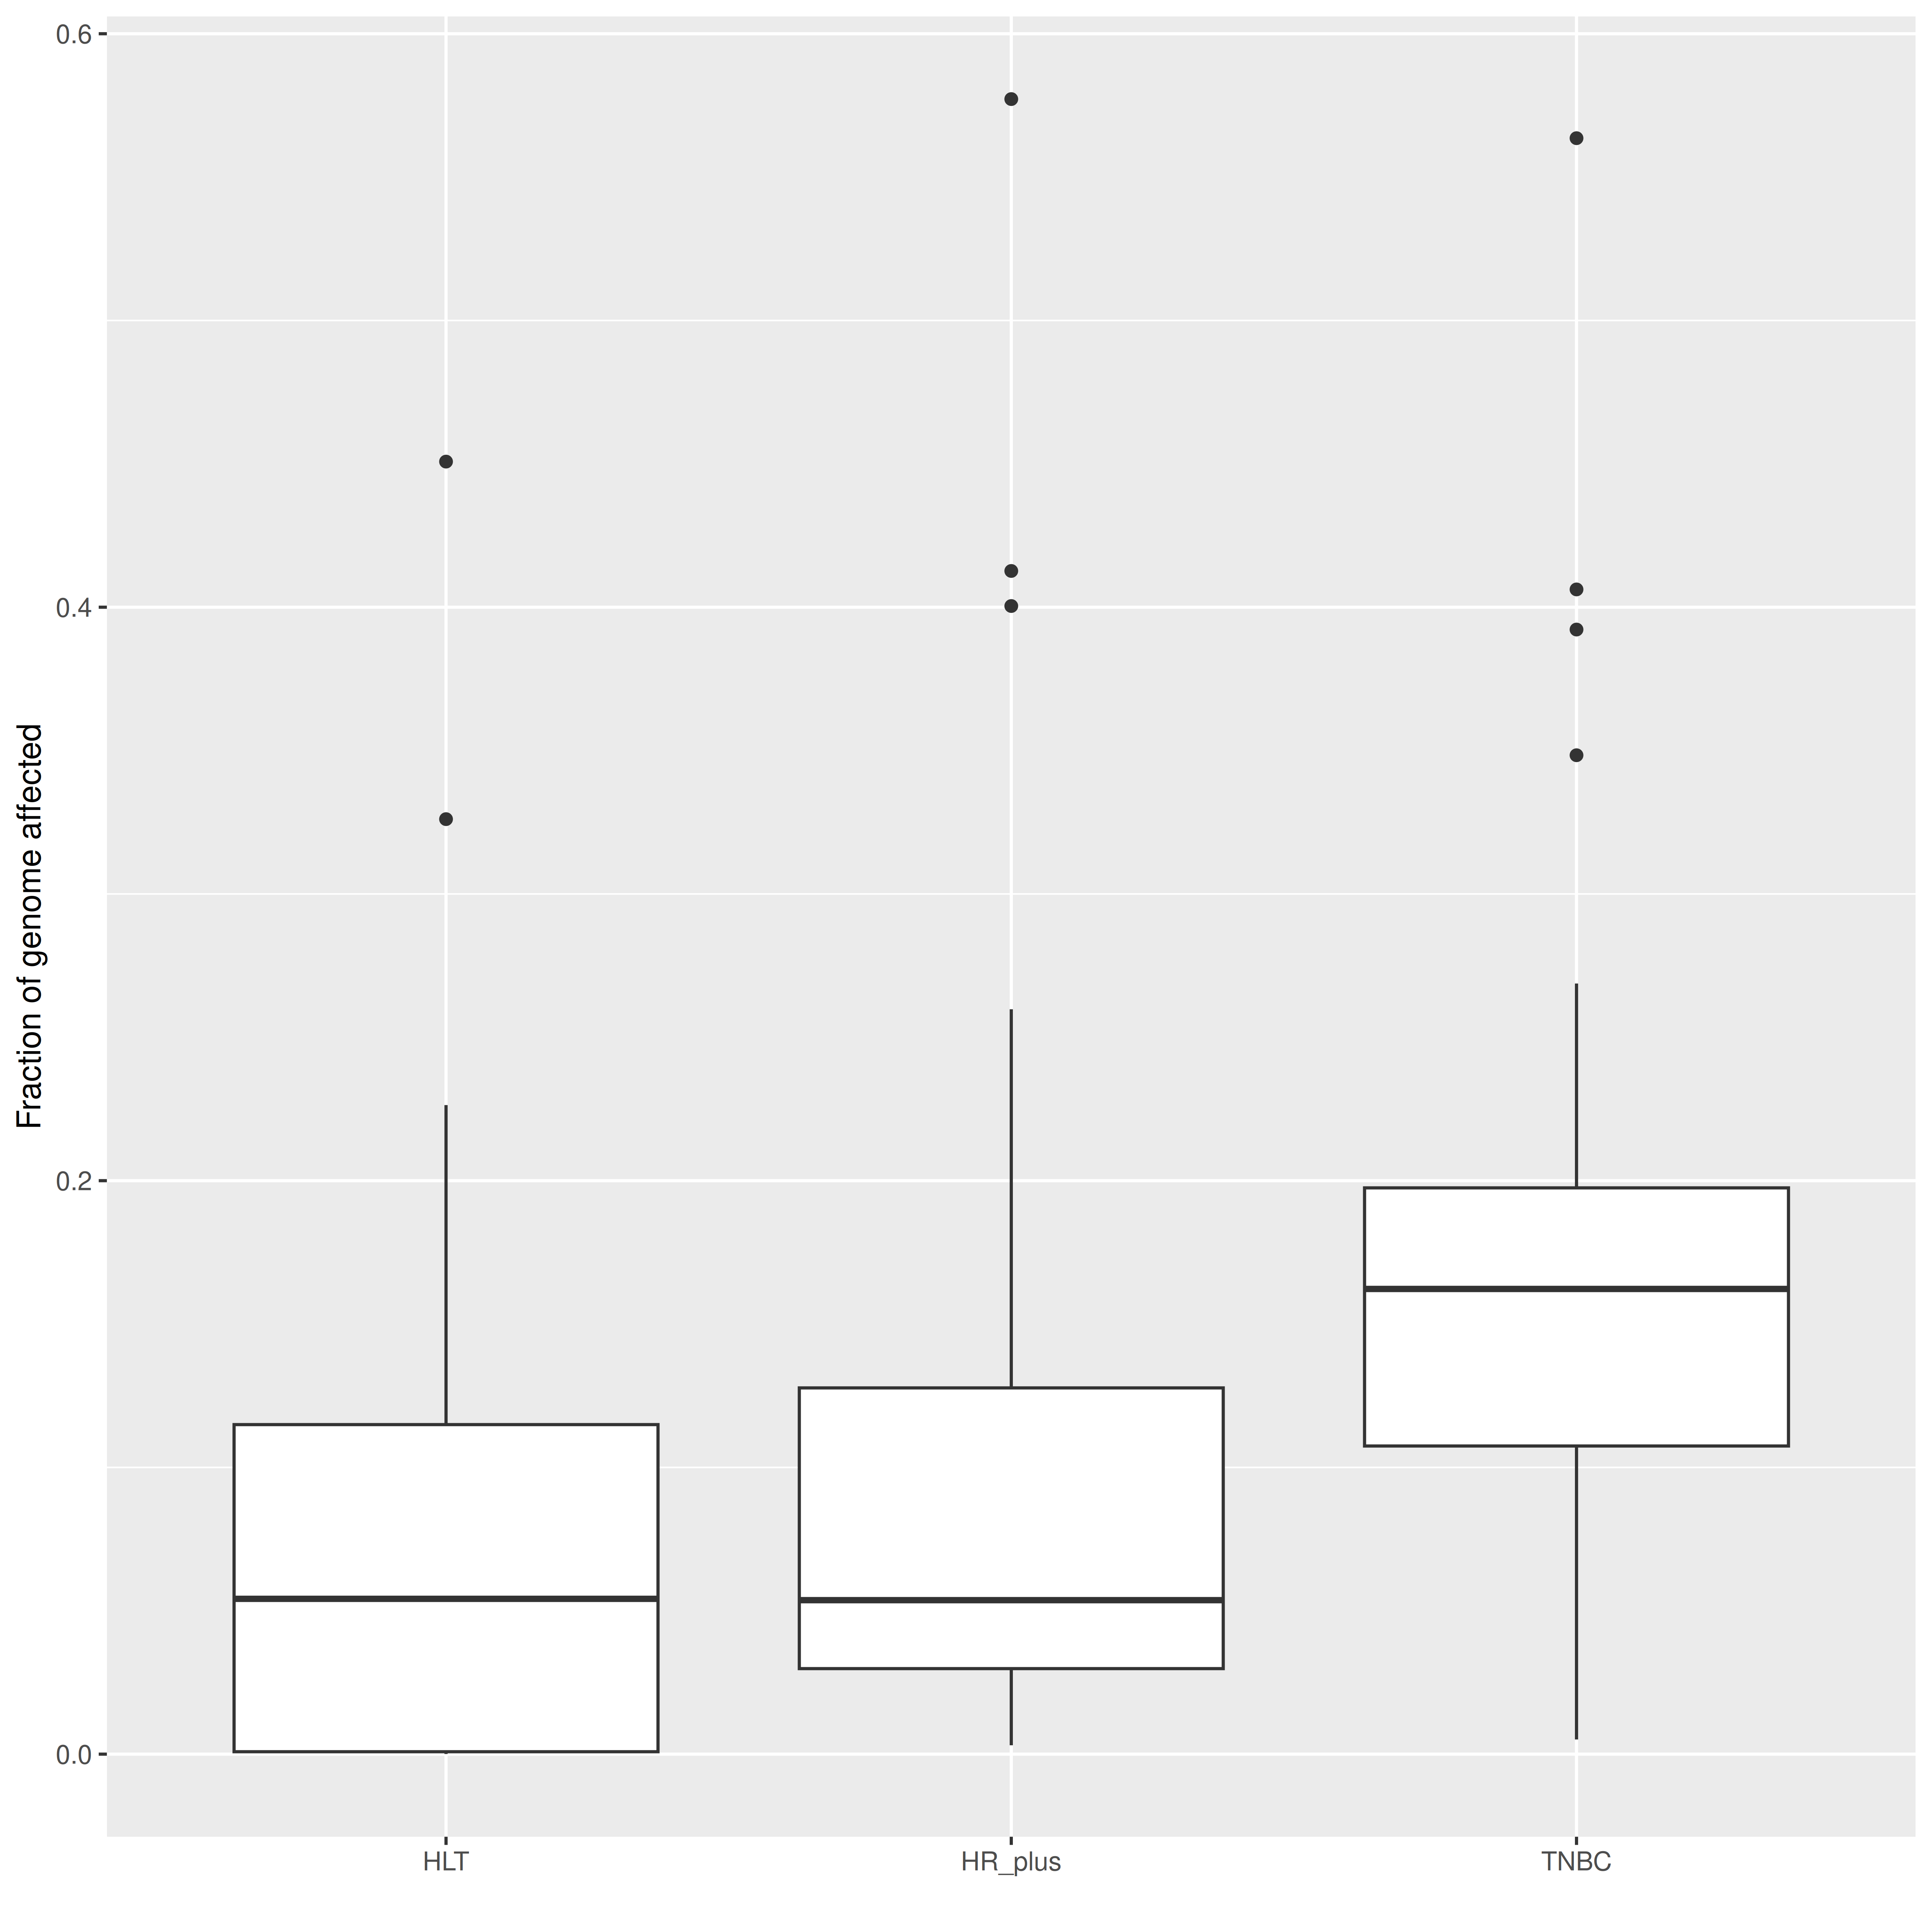 Fraction of genome affected
0.6
0.4
0.2
0.0
HLT
HR_plus
TNBC